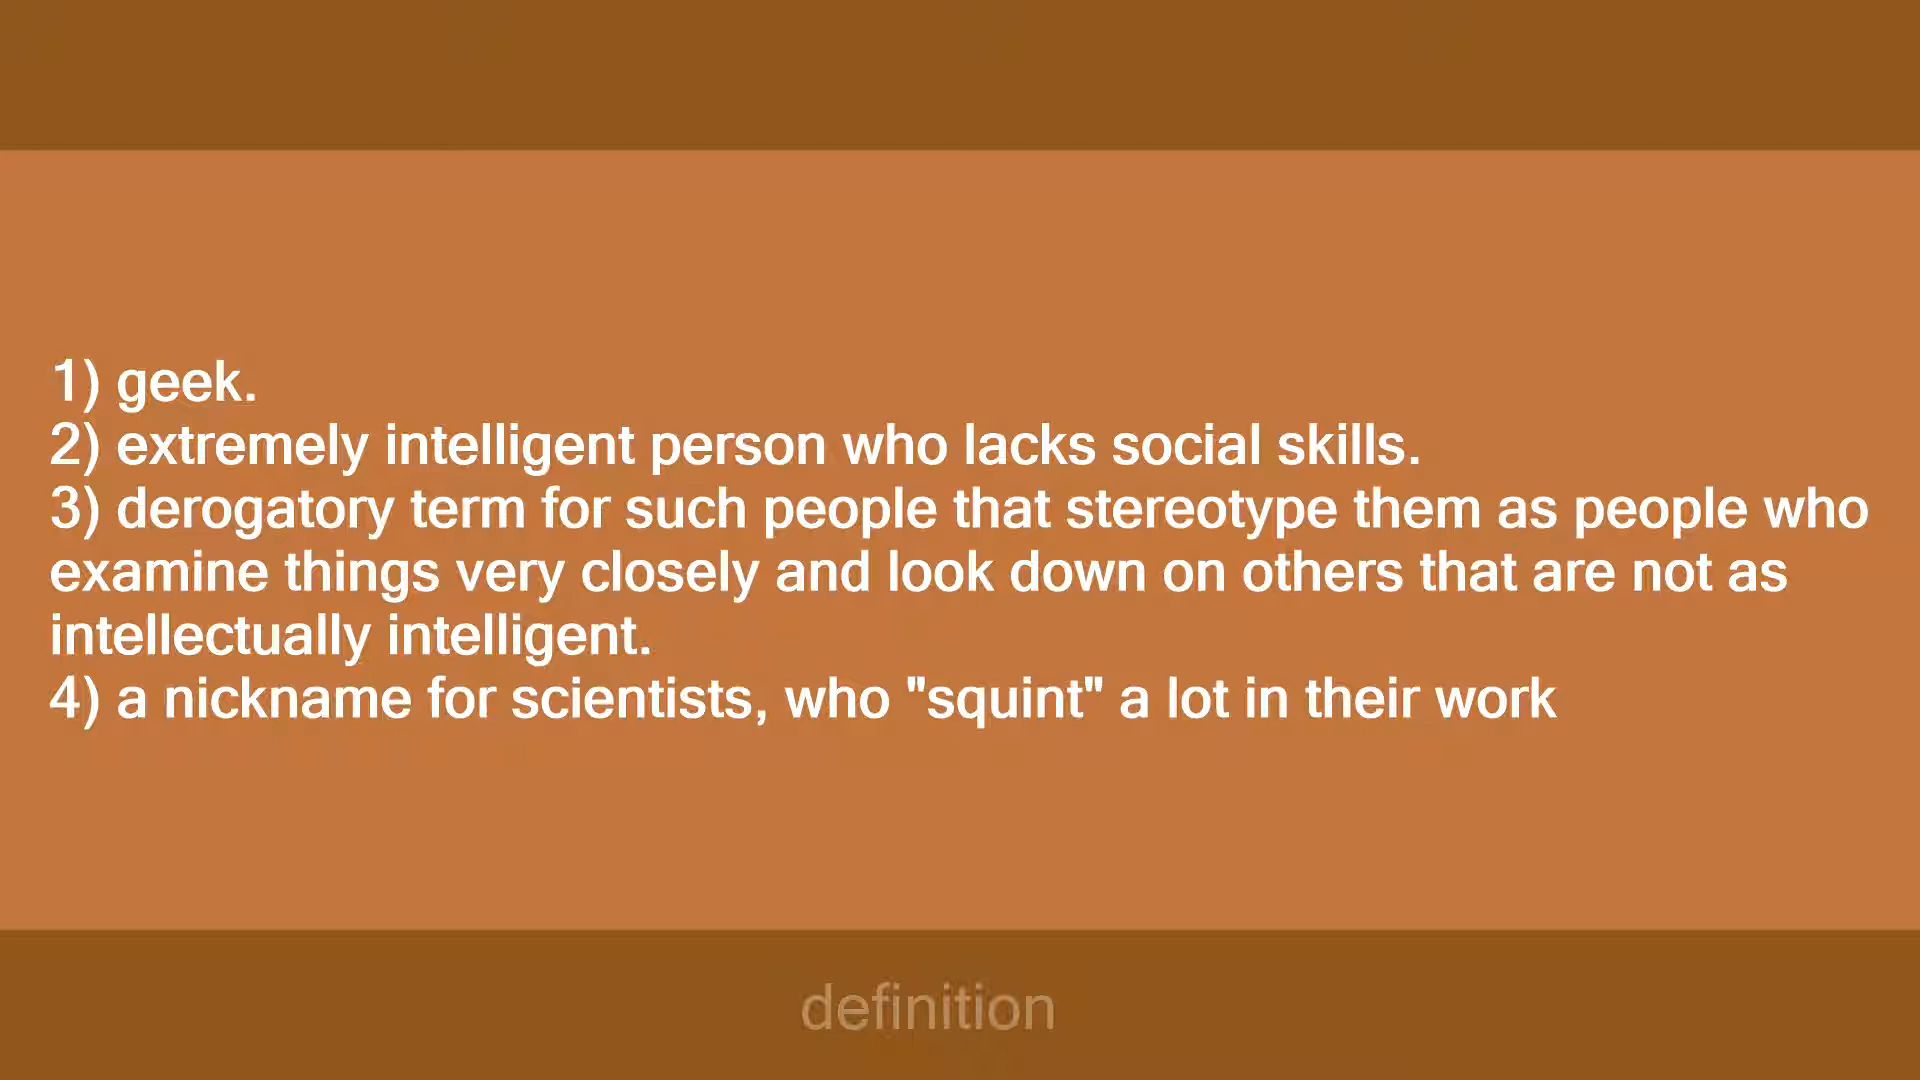 1) geek.
2) extremely intelligent person who lacks social skills.
3) derogatory term for such people that stereotype them as people who
examine things very closely and look down on others that are not as
intellectually intelligent.
4) a nickname for scientists, who "squint" a lot in their work
definition